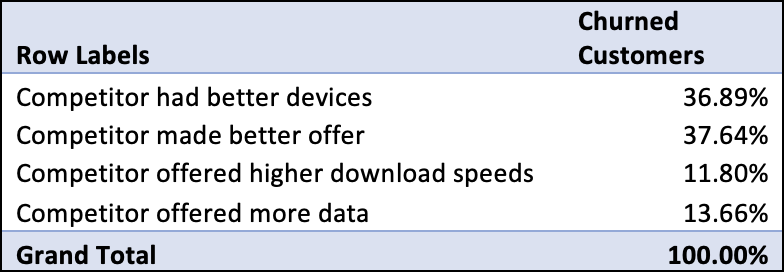 Row Labels Churned Customers
Competitor had better devices 36.89%
Competitor made better offer 37.64%
Competitor offered higher download speeds 11.80%
Competitor offered more data 13.66%
Grand Total 100.00%